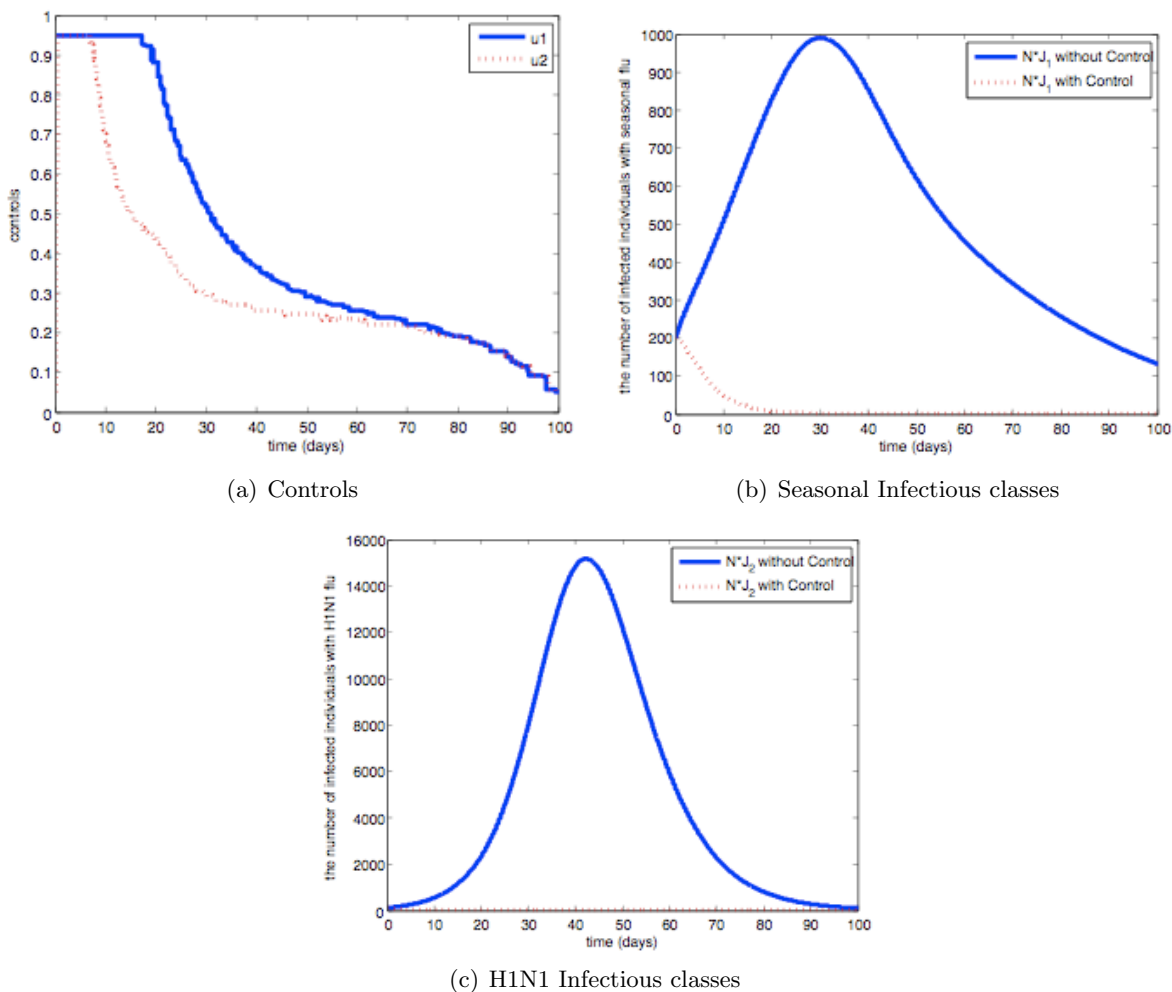 1
0.9
0.8
0.7
0.6
0.5
0.4
0.3
0.2
0.1
0
controls
u1
u2
0 10 20 30 40 50 60 70 80 90 100
time (days)
(a) Controls
1000
900
800
700
600
500
400
300
200
100
0
the number of infected individuals with seasonal flu
N*J_1 without Control
N*J_1 with Control
0 10 20 30 40 50 60 70 80 90 100
time (days)
(b) Seasonal Infectious classes
16000
14000
12000
10000
8000
6000
4000
2000
0
the number of infected individuals with H1N1 flu
N*J_2 without Control
N*J_2 with Control
0 10 20 30 40 50 60 70 80 90 100
time (days)
(c) H1N1 Infectious classes